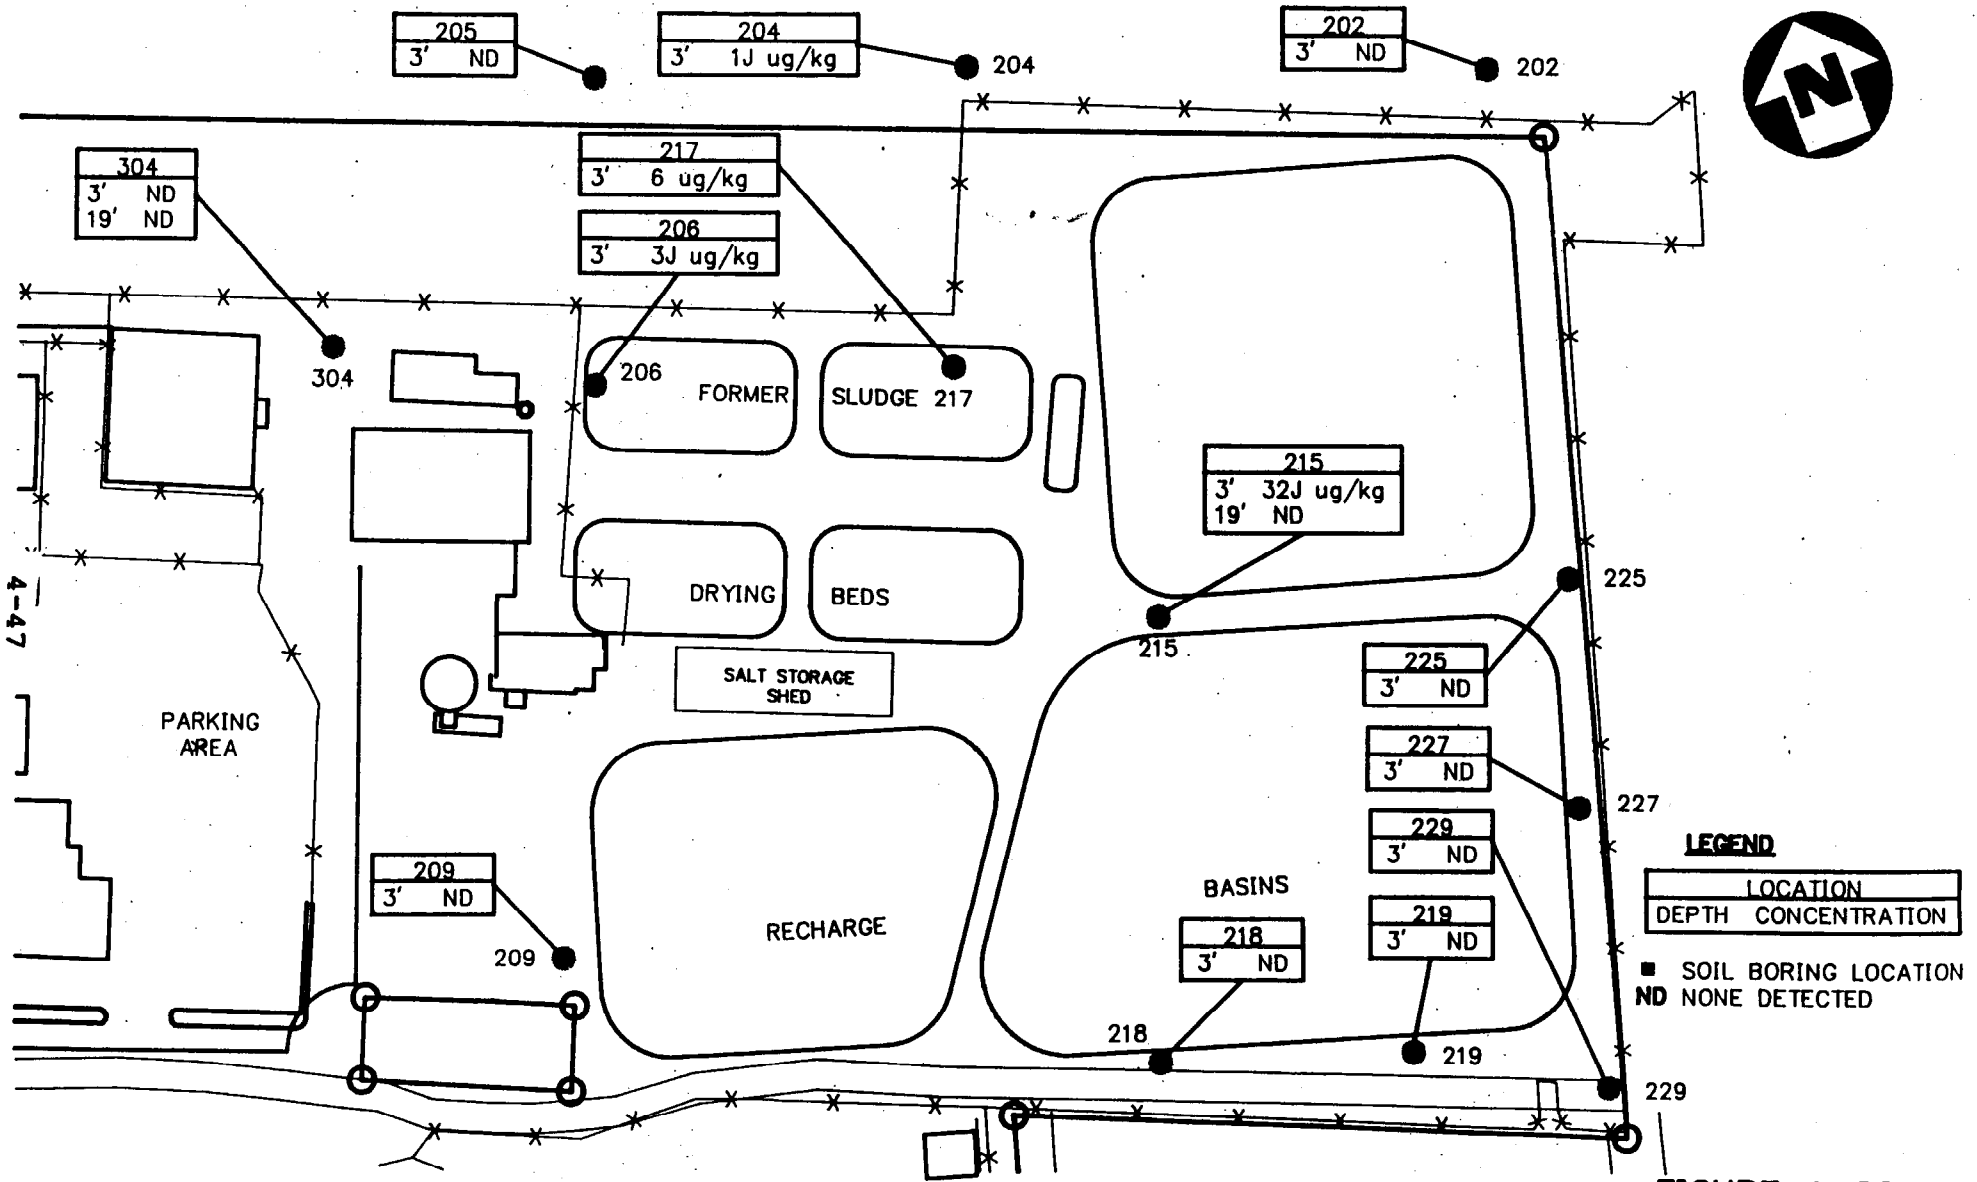 205
3' ND
204
3' 1J ug/kg
204
202
3' ND
202
N
304
3' ND
19' ND
304
217
3' 6 ug/kg
206
3' 3J ug/kg
206
FORMER
SLUDGE 217
215
3' 32J ug/kg
19' ND
215
DRYING
BEDS
225
225
3' ND
4-47
SALT STORAGE
SHED
PARKING
AREA
227
3' ND
227
229
3' ND
229
LEGEND
LOCATION
DEPTH CONCENTRATION
SOIL BORING LOCATION
ND NONE DETECTED
209
3' ND
209
RECHARGE
BASINS
218
3' ND
218
219
3' ND
219